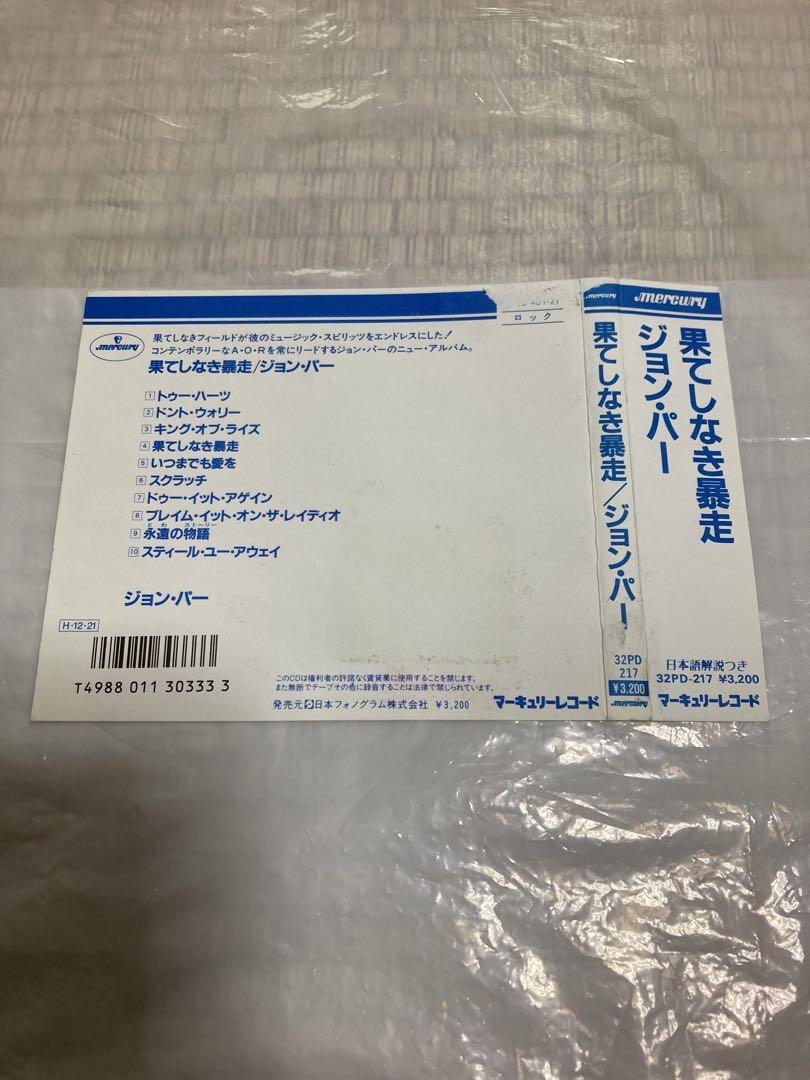 ロック
mercury
果てしなきフィールドが彼のミュージック・スピリッツをエンドレスにした!
コンテンポラリーなA・O・Rを常にリードするジョン・パーのニュー・アルバム。
果てしなき暴走/ジョン・パー
1 トゥー・ハーツ
2 ドント・ウォリー
3 キング・オブ・ライズ
4 果てしなき暴走
5 いつまでも愛を
6 スクラッチ
7 ドゥー・イット・アゲイン
8 ブレイム・イット・オン・ザ・レイディオ
とわ ストーリー
9 永遠の物語
10 スティール・ユー・アウェイ
ジョン・パー
H-12-21
T4988 011 30333 3
このCDは権利者の許諾なく賃貸業に使用することを禁じます。
また無断でテープその他に録音することは法律で禁じられています。
発売元 日本フォノグラム株式会社 ¥3,200
マーキュリーレコード
mercury
果てしなき暴走/ジョン・パー
32PD
217
¥3,200
mercury
mercury
果てしなき暴走
ジョン・パー
日本語解説つき
32PD-217 ¥3,200
マーキュリーレコード